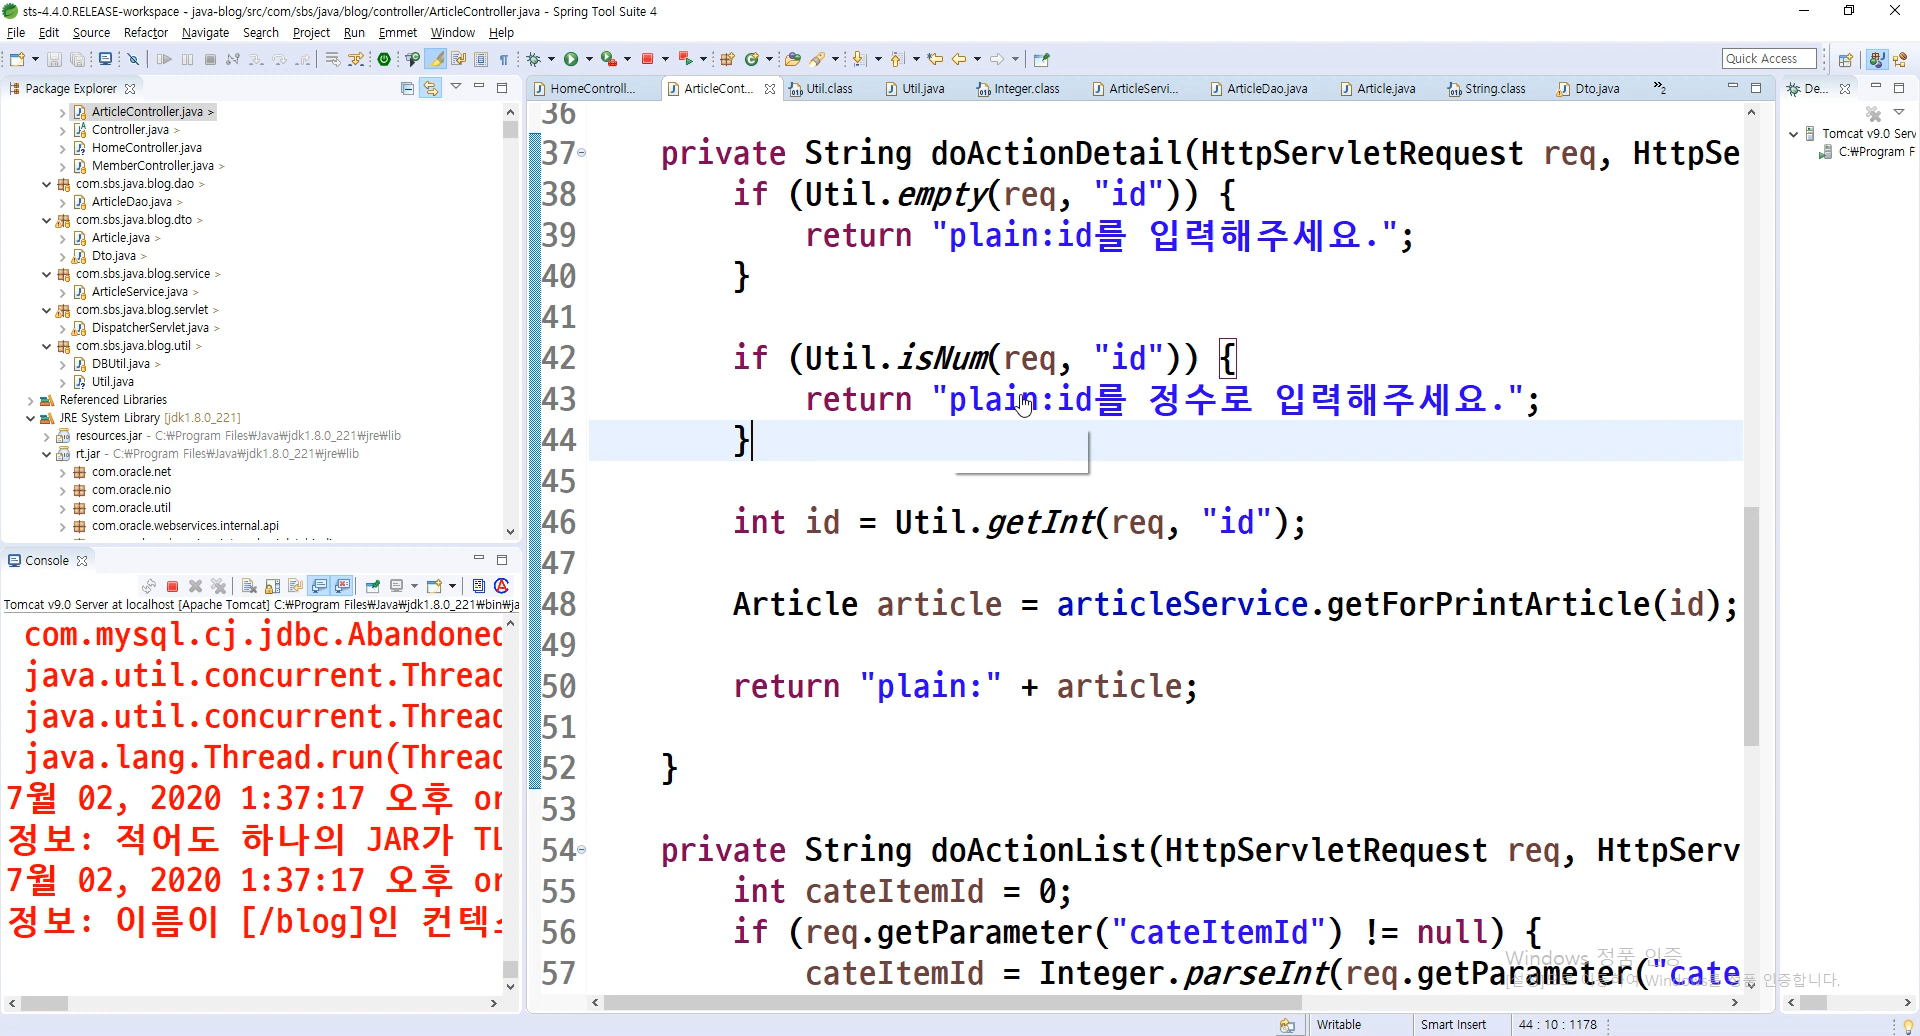 sts-4.4.0.RELEASE-workspace - java-blog/src/com/sbs/java/blog/controller/ArticleController.java - Spring Tool Suite 4
File Edit Source Refactor Navigate Search Project Run Emmet Window Help
Quick Access
Package Explorer
ArticleController.java >
Controller.java >
HomeController.java
MemberController.java >
com.sbs.java.blog.dao >
ArticleDao.java >
com.sbs.java.blog.dto >
Article.java >
Dto.java >
com.sbs.java.blog.service >
ArticleService.java >
com.sbs.java.blog.servlet >
DispatcherServlet.java >
com.sbs.java.blog.util >
DBUtil.java >
Util.java
Referenced Libraries
JRE System Library [jdk1.8.0_221]
resources.jar - C:₩Program Files₩Java₩jdk1.8.0_221₩jre₩lib
rt.jar - C:₩Program Files₩Java₩jdk1.8.0_221₩jre₩lib
com.oracle.net
com.oracle.nio
com.oracle.util
com.oracle.webservices.internal.api
Console
Tomcat v9.0 Server at localhost [Apache Tomcat] C:₩Program Files₩Java₩jdk1.8.0_221₩bin₩ja
com.mysql.cj.jdbc.Abandoned
java.util.concurrent.Thread
java.util.concurrent.Thread
java.lang.Thread.run(Thread
7월 02, 2020 1:37:17 오후 or
정보: 적어도 하나의 JAR가 TL
7월 02, 2020 1:37:17 오후 or
정보: 이름이 [/blog]인 컨텍스
HomeControll... ArticleCont... Util.class Util.java Integer.class ArticleServi... ArticleDao.java Article.java String.class Dto.java »2
36
37 private String doActionDetail(HttpServletRequest req, HttpSe
38 if (Util.empty(req, "id")) {
39 return "plain:id를 입력해주세요.";
40 }
41
42 if (Util.isNum(req, "id")) {
43 return "plain:id를 정수로 입력해주세요.";
44 }
45
46 int id = Util.getInt(req, "id");
47
48 Article article = articleService.getForPrintArticle(id);
49
50 return "plain:" + article;
51
52 }
53
54 private String doActionList(HttpServletRequest req, HttpServ
55 int cateItemId = 0;
56 if (req.getParameter("cateItemId") != null) {
57 cateItemId = Integer.parseInt(req.getParameter("cate
De...
Tomcat v9.0 Serv
C:₩Program F
Windows 정품 인증
Writable Smart Insert 44 : 10 : 1178